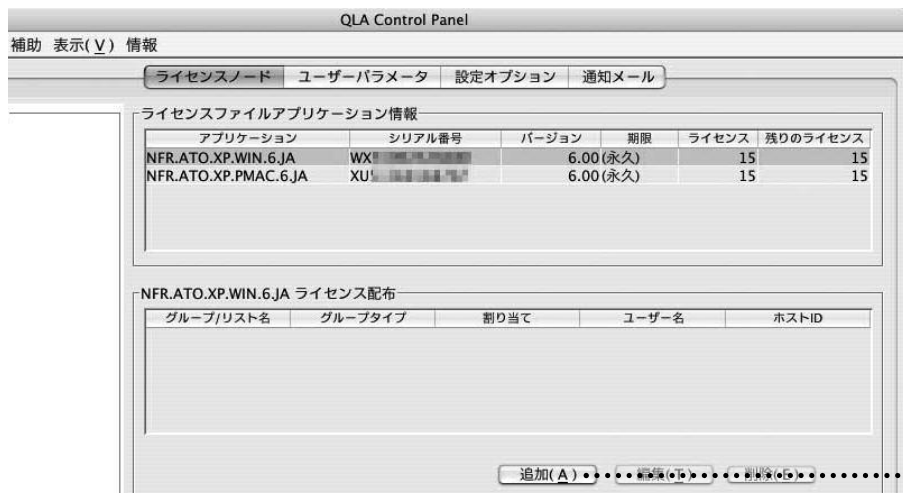 QLA Control Panel
補助 表示(V) 情報
ライセンスノード ユーザーパラメータ 設定オプション 通知メール
ライセンスファイルアプリケーション情報
アプリケーション シリアル番号 バージョン 期限 ライセンス 残りのライセンス
NFR.ATO.XP.WIN.6.JA WX 6.00 (永久) 15 15
NFR.ATO.XP.PMAC.6.JA XU 6.00 (永久) 15 15
NFR.ATO.XP.WIN.6.JA ライセンス配布
グループ/リスト名 グループタイプ 割り当て ユーザー名 ホストID
追加(A) 編集(T) 削除(E)